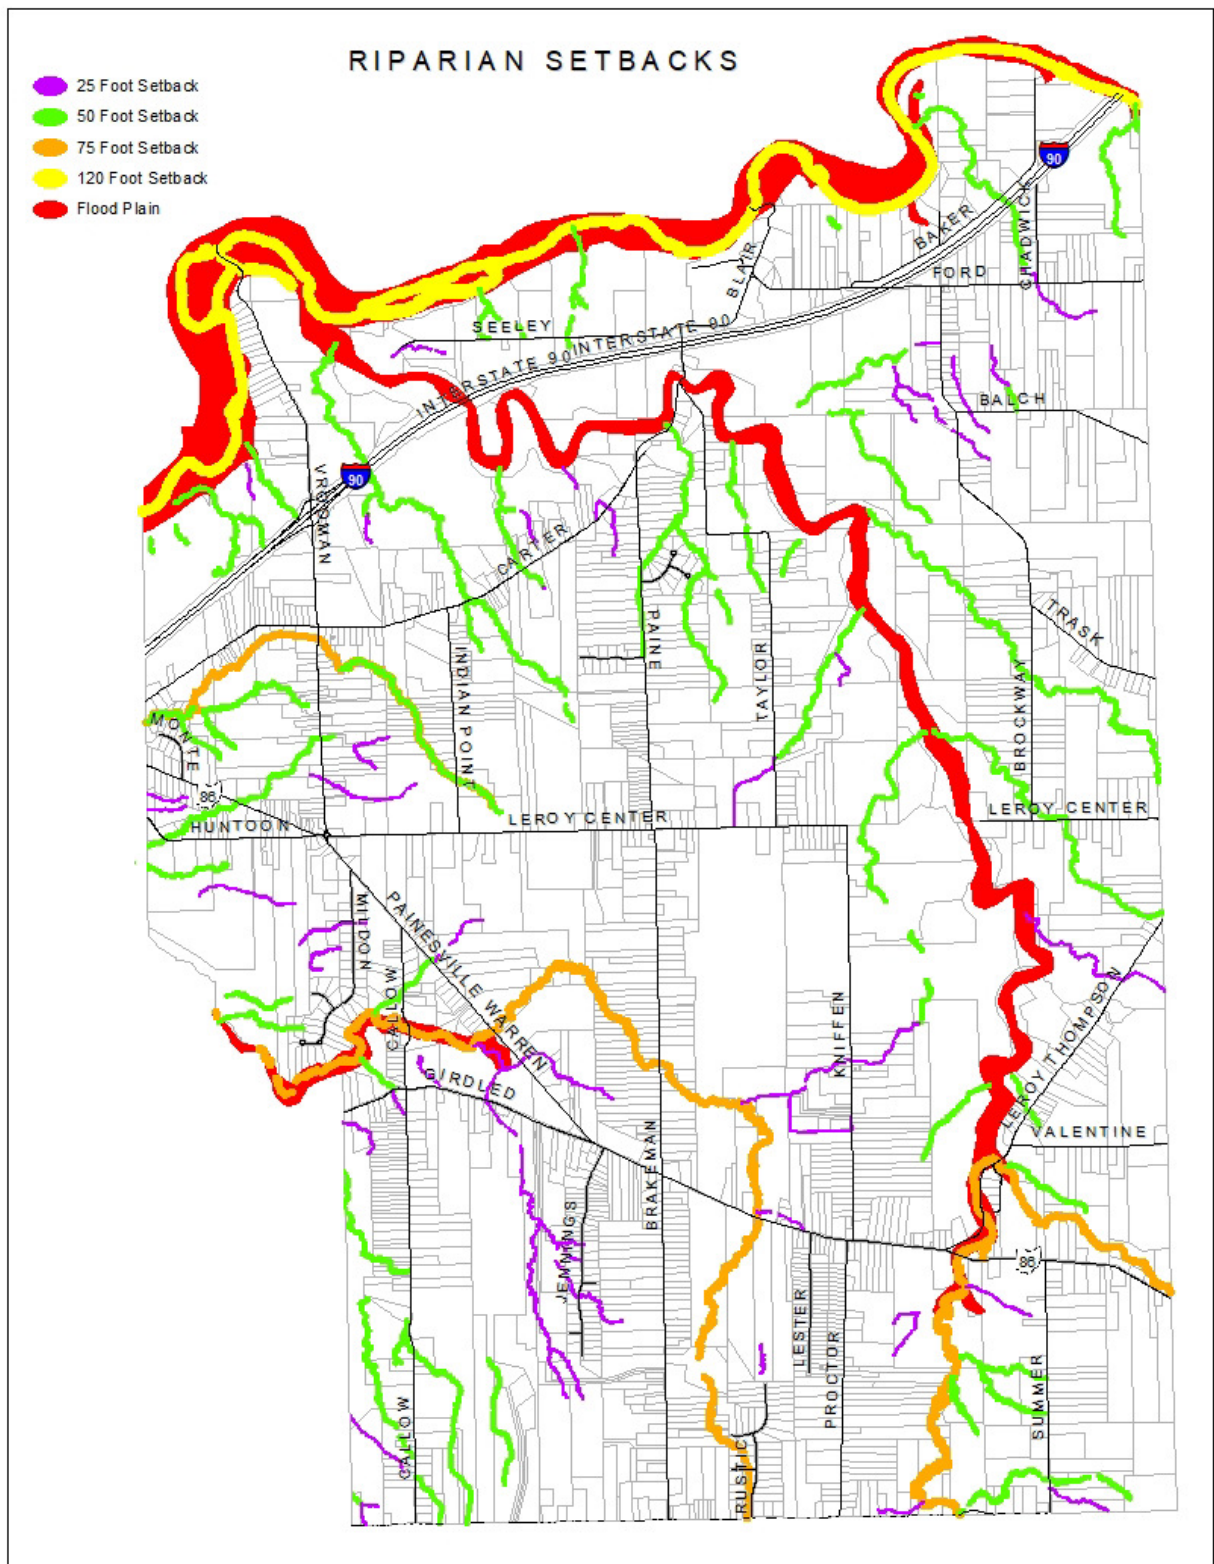 RIPARIAN SETBACKS
25 Foot Setback
50 Foot Setback
75 Foot Setback
120 Foot Setback
Flood Plain
90
CHADWICK
BAKER
FORD
BLAIR
SEELEY
INTERSTATE 90
INTERSTATE 90
BALCH
90
VROOMAN
CARTER
PAINE
TRASK
INDIAN POINT
TAYLOR
BROCKWAY
MONTE
86
HUNTOON
LEROY CENTER
LEROY CENTER
MILDON
PAINESVILLE WARREN
CALLOW
KNIFFEN
LEROY THOMPSON
GIRDLED
VALENTINE
BRAKEMAN
JENNINGS
86
LESTER
PROCTOR
SUMMER
CALLOW
RUSTIC